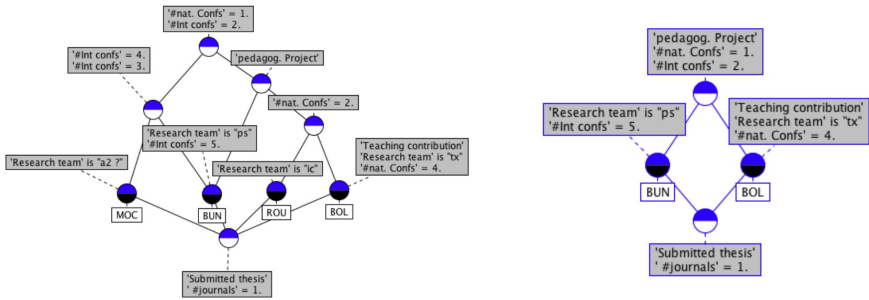 '#nat. Confs' = 1.
'#Int confs' = 2.
'#Int confs' = 4.
'#Int confs' = 3.
'pedagog. Project'
'#nat. Confs' = 2.
'Research team' is "ps"
'#Int confs' = 5.
'Teaching contribution'
'Research team' is "tx"
'#nat. Confs' = 4.
'Research team' is "a2 ?"
'Research team' is "ic"
MOC
BUN
ROU
BOL
'Submitted thesis'
' #journals' = 1.
'pedagog. Project'
'#nat. Confs' = 1.
'#Int confs' = 2.
'Research team' is "ps"
'#Int confs' = 5.
'Teaching contribution'
'Research team' is "tx"
'#nat. Confs' = 4.
BUN
BOL
'Submitted thesis'
' #journals' = 1.